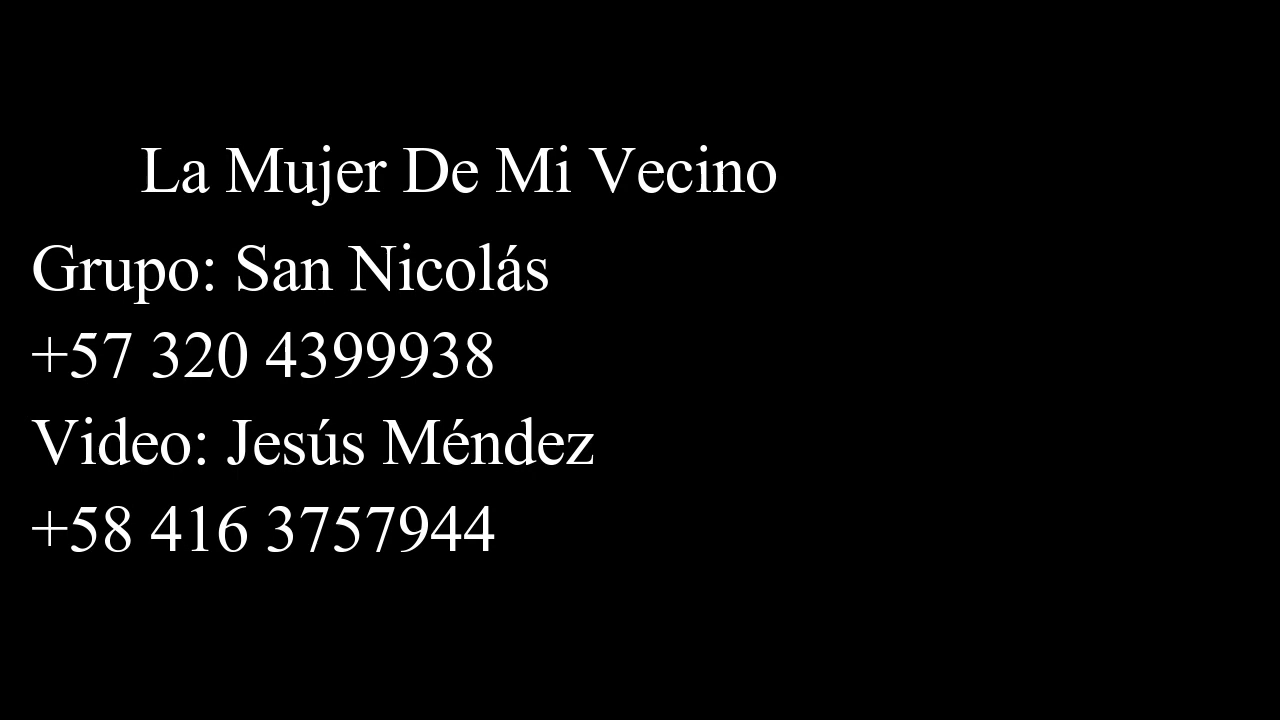 La Mujer De Mi Vecino
Grupo: San Nicolás
+57 320 4399938
Video: Jesús Méndez
+58 416 3757944